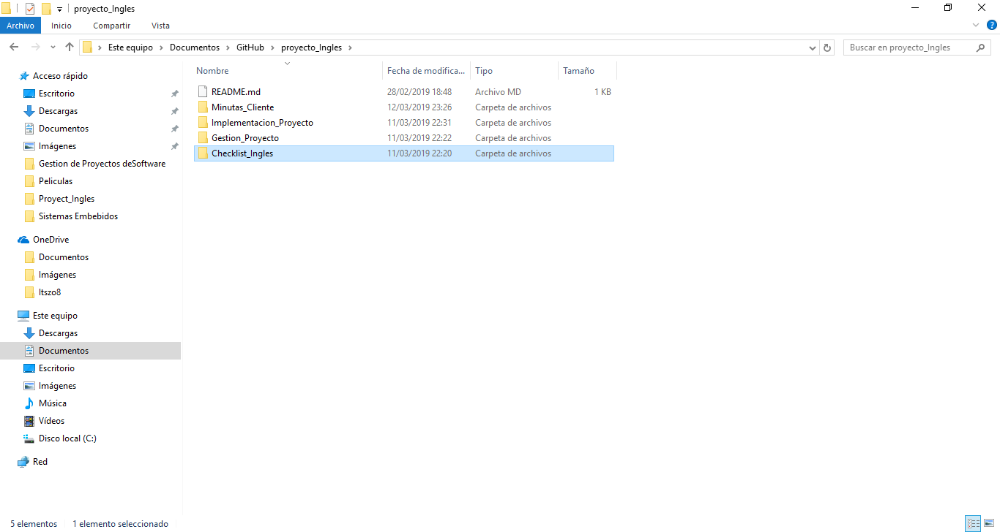 proyecto_Ingles
Archivo Inicio Compartir Vista
Este equipo Documentos GitHub proyecto_Ingles Buscar en proyecto_Ingles
Nombre Fecha de modifica... Tipo Tamaño
README.md 28/02/2019 18:48 Archivo MD 1 KB
Minutas_Cliente 12/03/2019 23:26 Carpeta de archivos
Implementacion_Proyecto 11/03/2019 22:31 Carpeta de archivos
Gestion_Proyecto 11/03/2019 22:22 Carpeta de archivos
Checklist_Ingles 11/03/2019 22:20 Carpeta de archivos
Acceso rápido
Escritorio
Descargas
Documentos
Imágenes
Gestion de Proyectos deSoftware
Peliculas
Proyect_Ingles
Sistemas Embebidos
OneDrive
Documentos
Imágenes
Itszo8
Este equipo
Descargas
Documentos
Escritorio
Imágenes
Música
Vídeos
Disco local (C:)
Red
5 elementos 1 elemento seleccionado